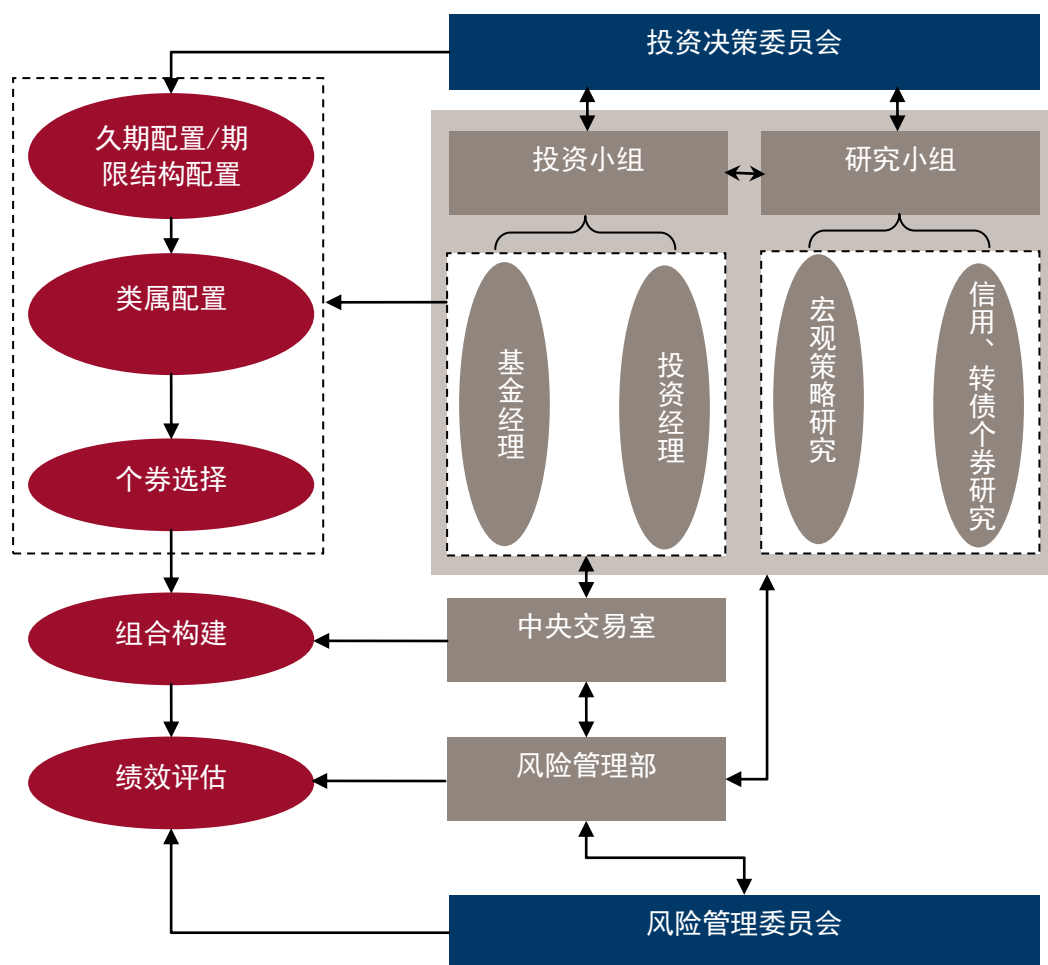 投资决策委员会
久期配置/期
限结构配置
投资小组
研究小组
类属配置
基金经理
投资经理
宏观策略研究
信用、转债个券研究
个券选择
组合构建
中央交易室
绩效评估
风险管理部
风险管理委员会